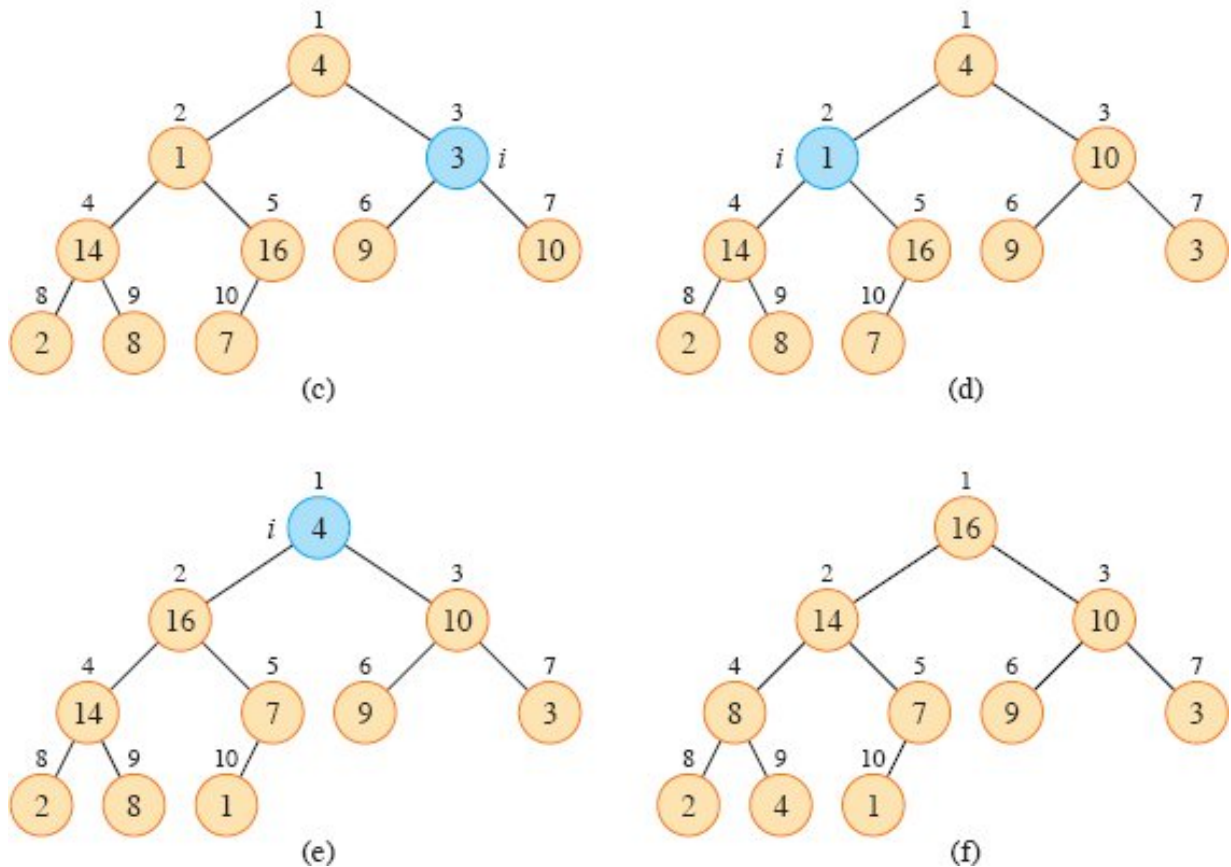 1 1
4 4
2 3 2 3
1 3 i i 1 10
4 5 6 7 4 5 6 7
14 16 9 10 14 16 9 3
8 9 10 8 9 10
2 8 7 2 8 7
(c) (d)
1 1
i 4 16
2 3 2 3
16 10 14 10
4 5 6 7 4 5 6 7
14 7 9 3 8 7 9 3
8 9 10 8 9 10
2 8 1 2 4 1
(e) (f)